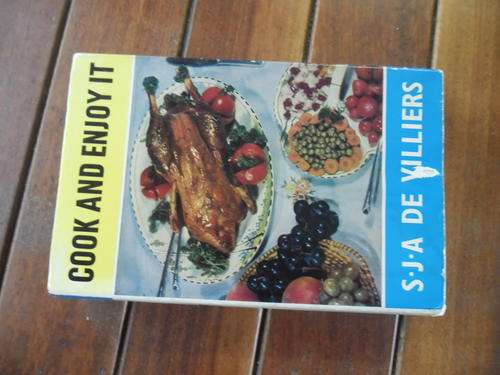 COOK AND ENJOY IT
S·J·A DE VILLIERS